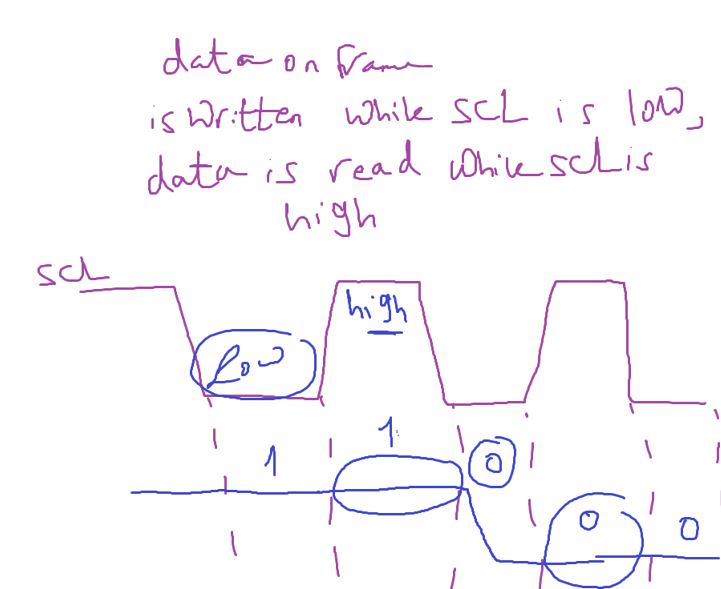 data on frame
is written while SCL is low,
data is read while scl is
high
scl
high
Low
1
1 0
0 0